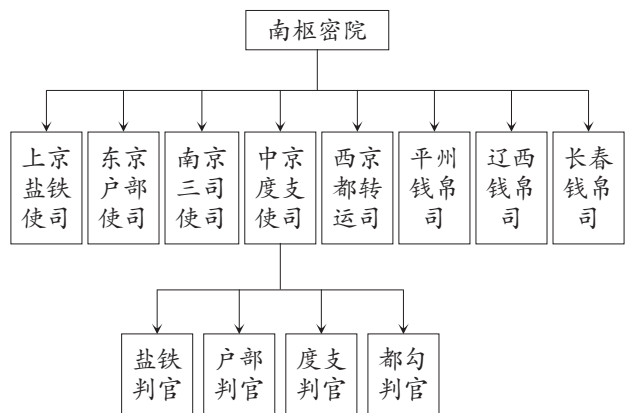 南枢密院
上京
盐铁
使司
东京
户部
使司
南京
三司
使司
中京
度支
使司
西京
都转
运司
平州
钱帛
司
辽西
钱帛
司
长春
钱帛
司
盐铁
判官
户部
判官
度支
判官
都勾
判官